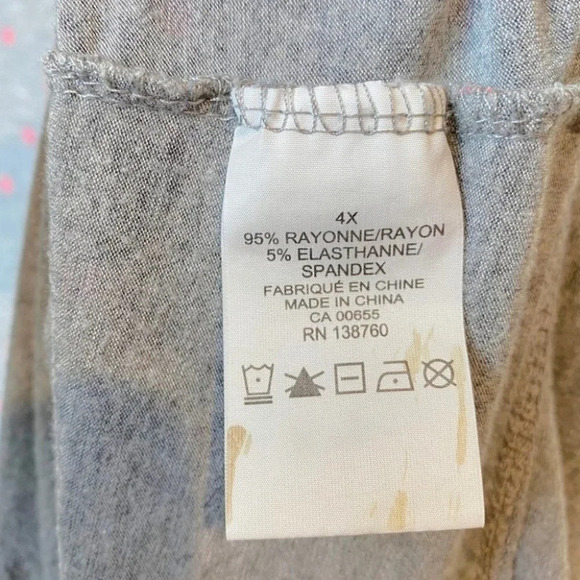 4X
95% RAYONNE/RAYON
5% ELASTHANNE/
SPANDEX
FABRIQUÉ EN CHINE
MADE IN CHINA
CA 00655
RN 138760